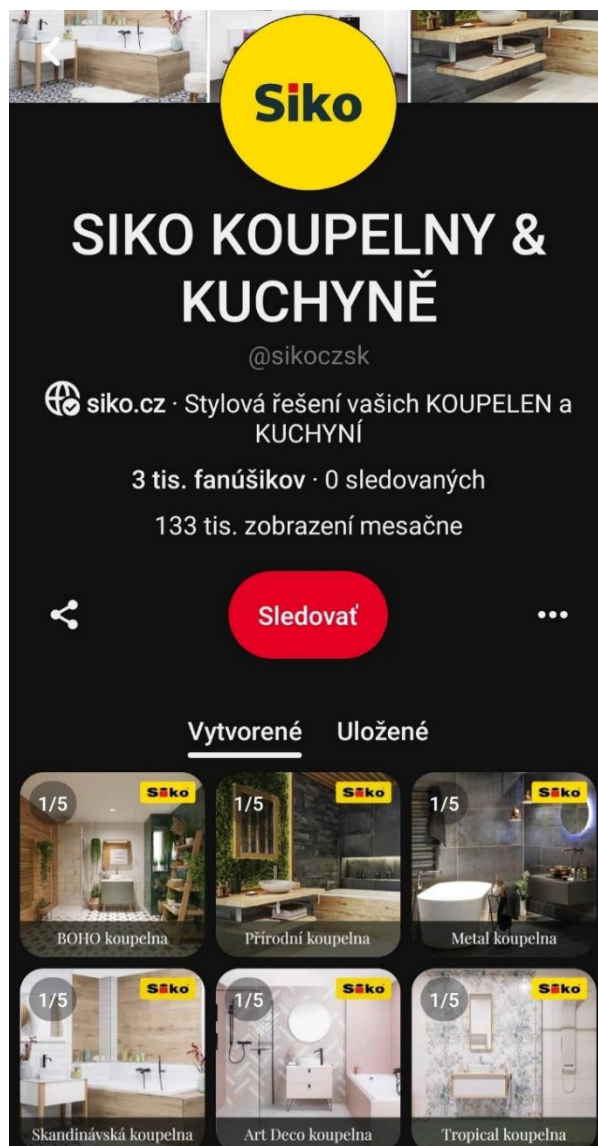 Siko
SIKO KOUPELNY &
KUCHYNĚ
@sikoczsk
siko.cz · Stylová řešení vašich KOUPELEN a
KUCHYNÍ
3 tis. fanúšikov · 0 sledovaných
133 tis. zobrazení mesačne
Sledovať
Vytvorené Uložené
1/5 Siko 1/5 Siko 1/5 Siko
BOHO koupelna Přírodní koupelna Metal koupelna
1/5 Siko 1/5 Siko 1/5 Siko
Skandinávská koupelna Art Deco koupelna Tropical koupelna